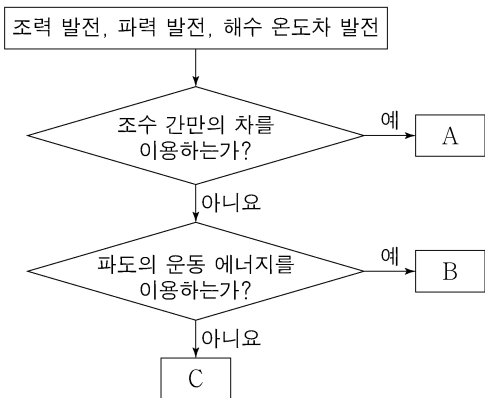 조력 발전, 파력 발전, 해수 온도차 발전
조수 간만의 차를
이용하는가?
예
A
아니요
파도의 운동 에너지를
이용하는가?
예
B
아니요
C